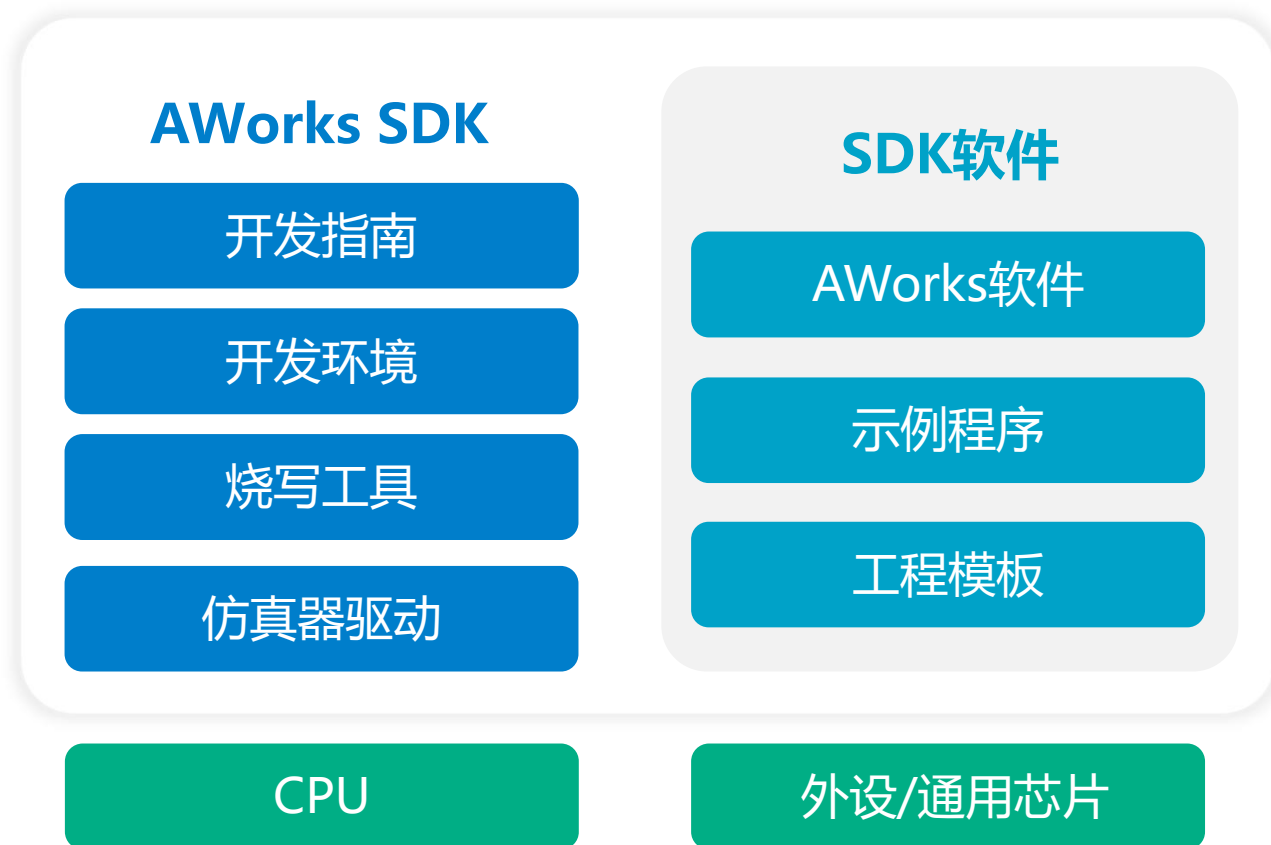 AWorks SDK
开发指南
开发环境
烧写工具
仿真器驱动
SDK软件
AWorks软件
示例程序
工程模板
CPU
外设/通用芯片